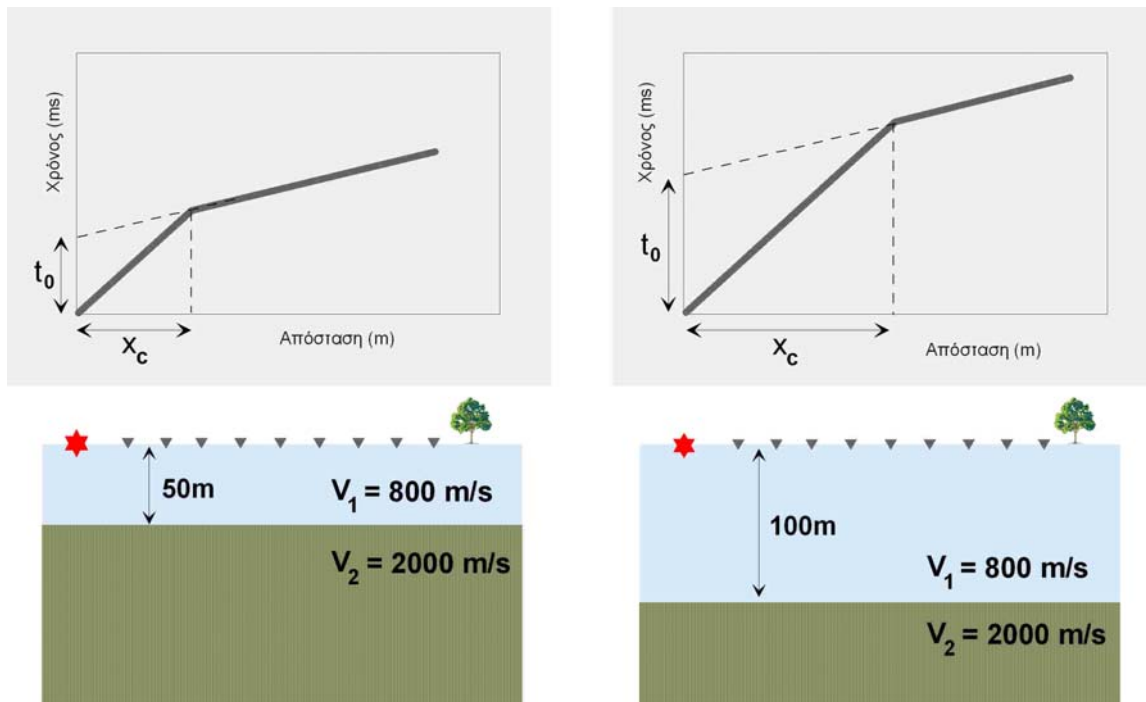 Χρόνος (ms)
t0
Xc
Απόσταση (m)
Χρόνος (ms)
t0
Xc
Απόσταση (m)
50m
V1 = 800 m/s
V2 = 2000 m/s
100m
V1 = 800 m/s
V2 = 2000 m/s